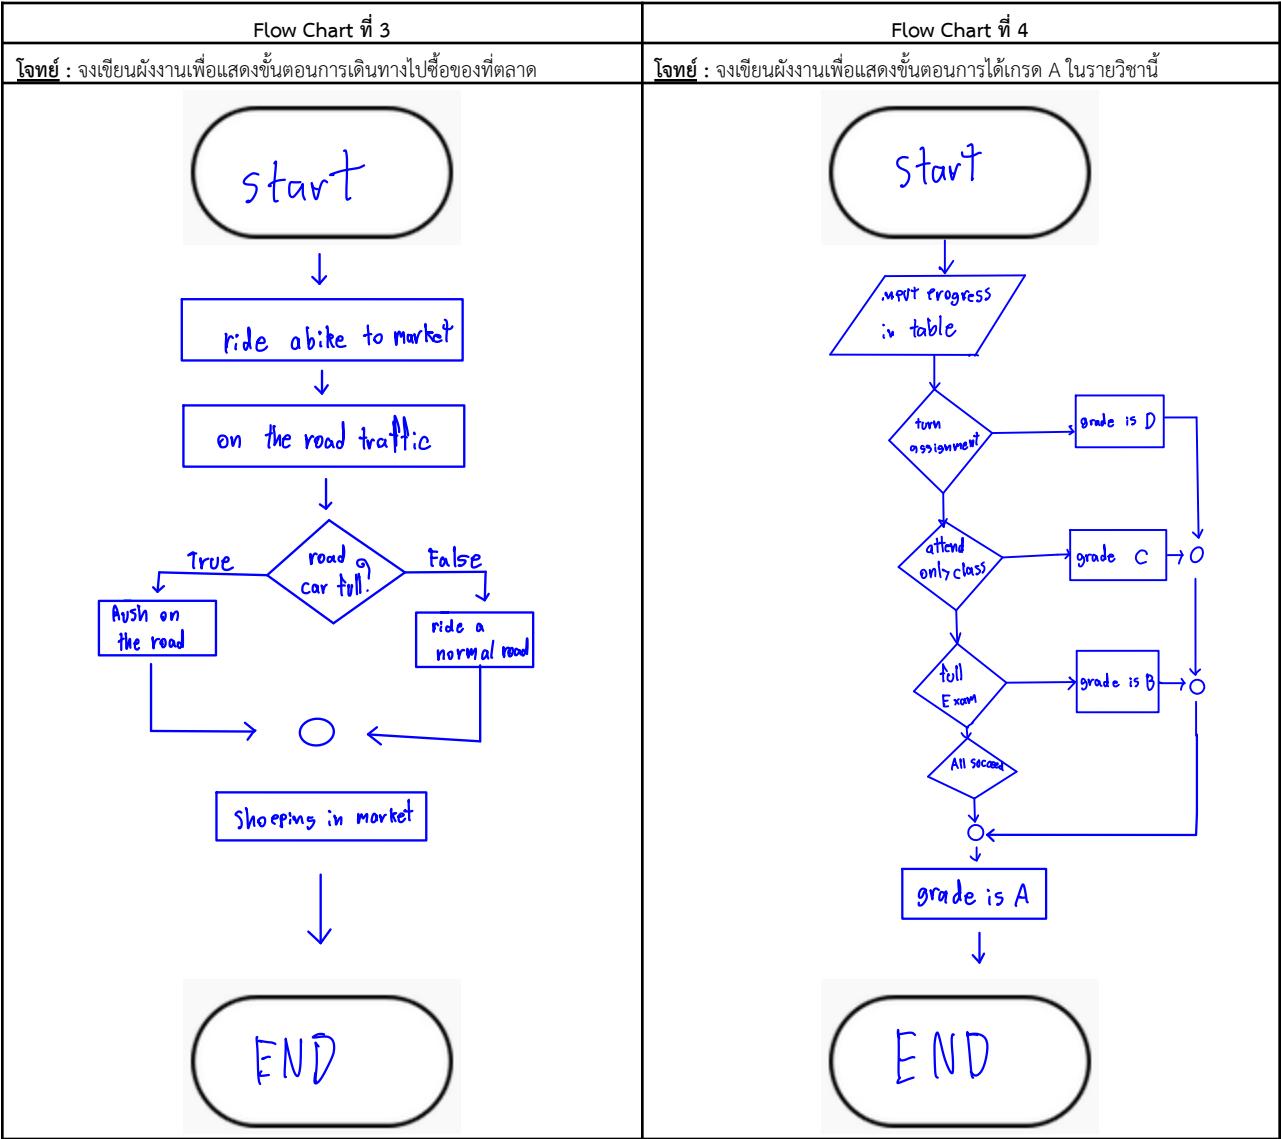 Flow Chart ที่ 3
โจทย์ : จงเขียนผังงานเพื่อแสดงขั้นตอนการเดินทางไปซื้อของที่ตลาด
start
ride a bike to market
on the road traffic
road
car full?
True
False
Push on
the road
ride a
normal road
Shopping in market
END
Flow Chart ที่ 4
โจทย์ : จงเขียนผังงานเพื่อแสดงขั้นตอนการได้เกรด A ในรายวิชานี้
Start
input progress
in table
turn
assignment
grade is D
attend
only class
grade C
full
Exam
grade is B
All succeed
grade is A
END